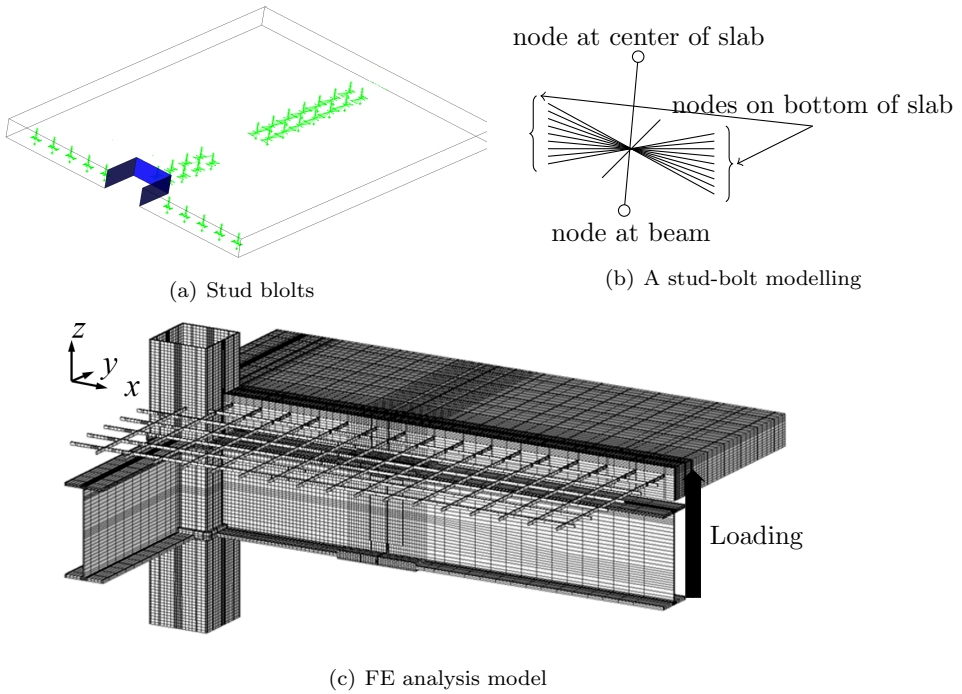 node at center of slab
nodes on bottom of slab
node at beam
(a) Stud blolts
(b) A stud-bolt modelling
z
y
x
Loading
(c) FE analysis model